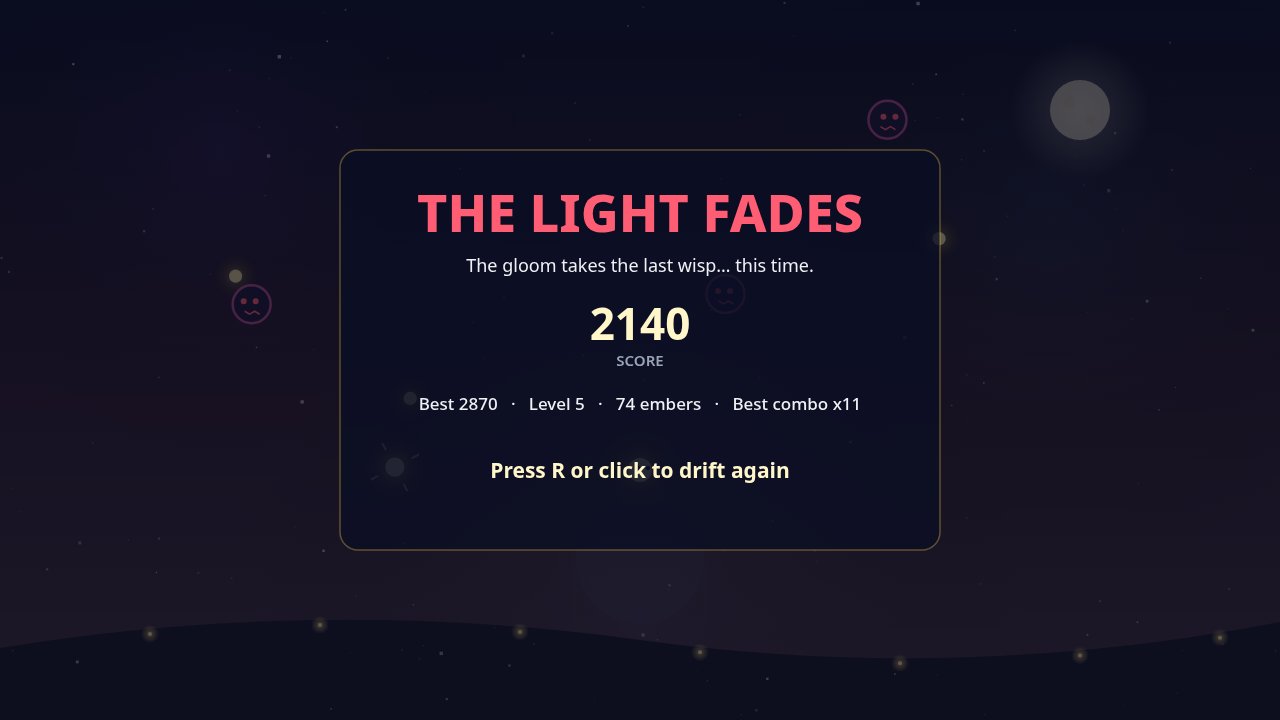 THE LIGHT FADES
The gloom takes the last wisp... this time.
2140
SCORE
Best 2870 · Level 5 · 74 embers · Best combo x11
Press R or click to drift again